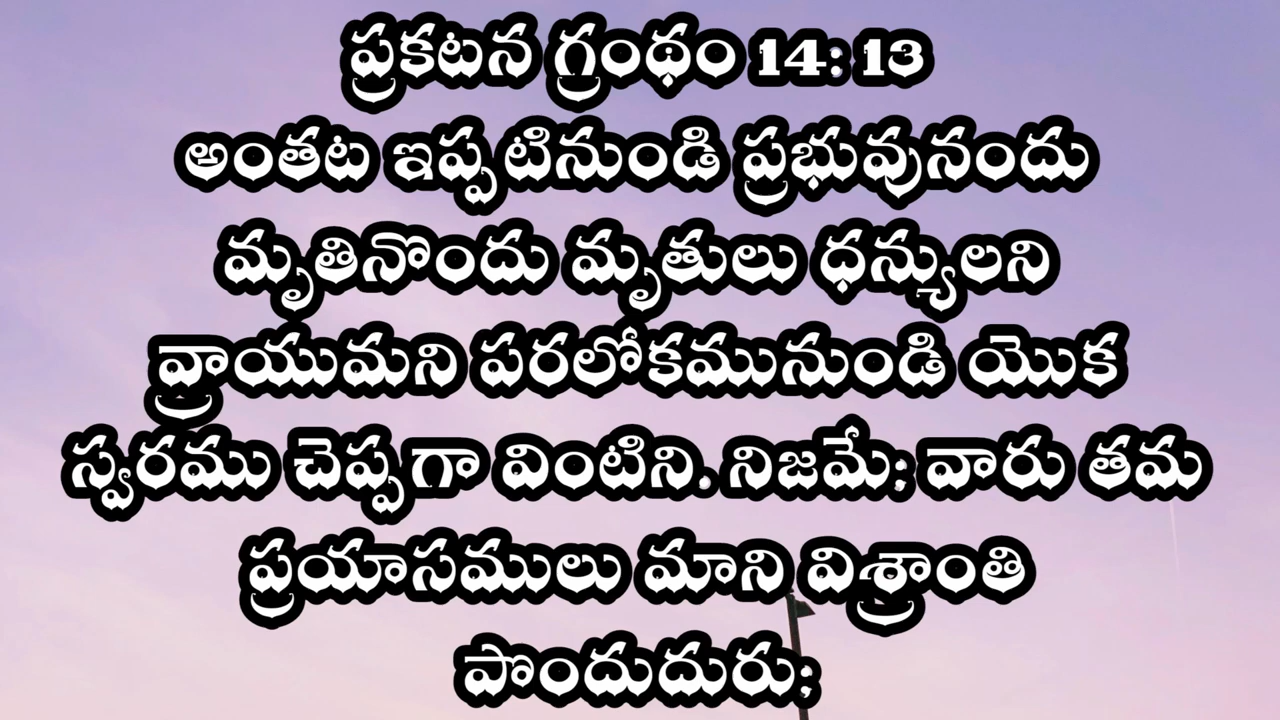 ప్రకటన గ్రంథం 14: 13
అంతట ఇప్పటినుండి ప్రభువునందు
మృతినొందు మృతులు ధన్యులని
వ్రాయుమని పరలోకమునుండి యొక
స్వరము చెప్పగా వింటిని. నిజమే; వారు తమ
ప్రయాసములు మాని విశ్రాంతి
పొందుదురు;